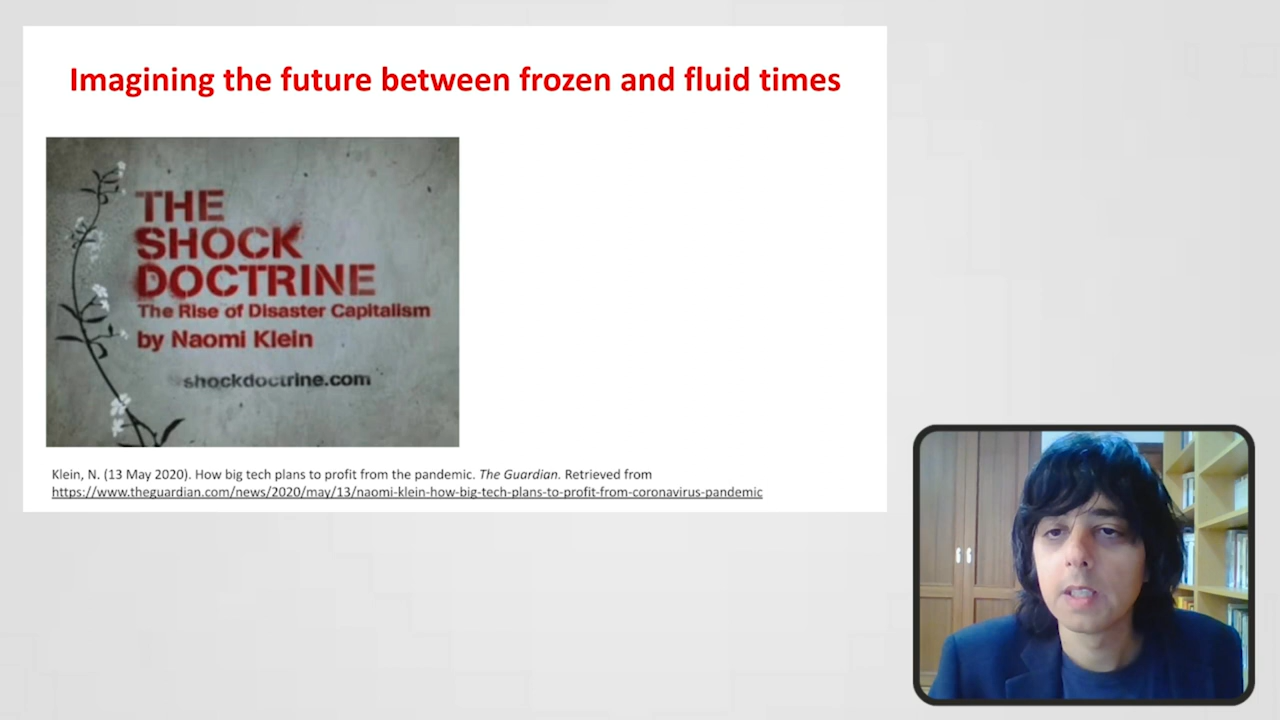 Imagining the future between frozen and fluid times
THE
SHOCK
DOCTRINE
The Rise of Disaster Capitalism
by Naomi Klein
shockdoctrine.com
Klein, N. (13 May 2020). How big tech plans to profit from the pandemic. The Guardian. Retrieved from
https://www.theguardian.com/news/2020/may/13/naomi-klein-how-big-tech-plans-to-profit-from-coronavirus-pandemic